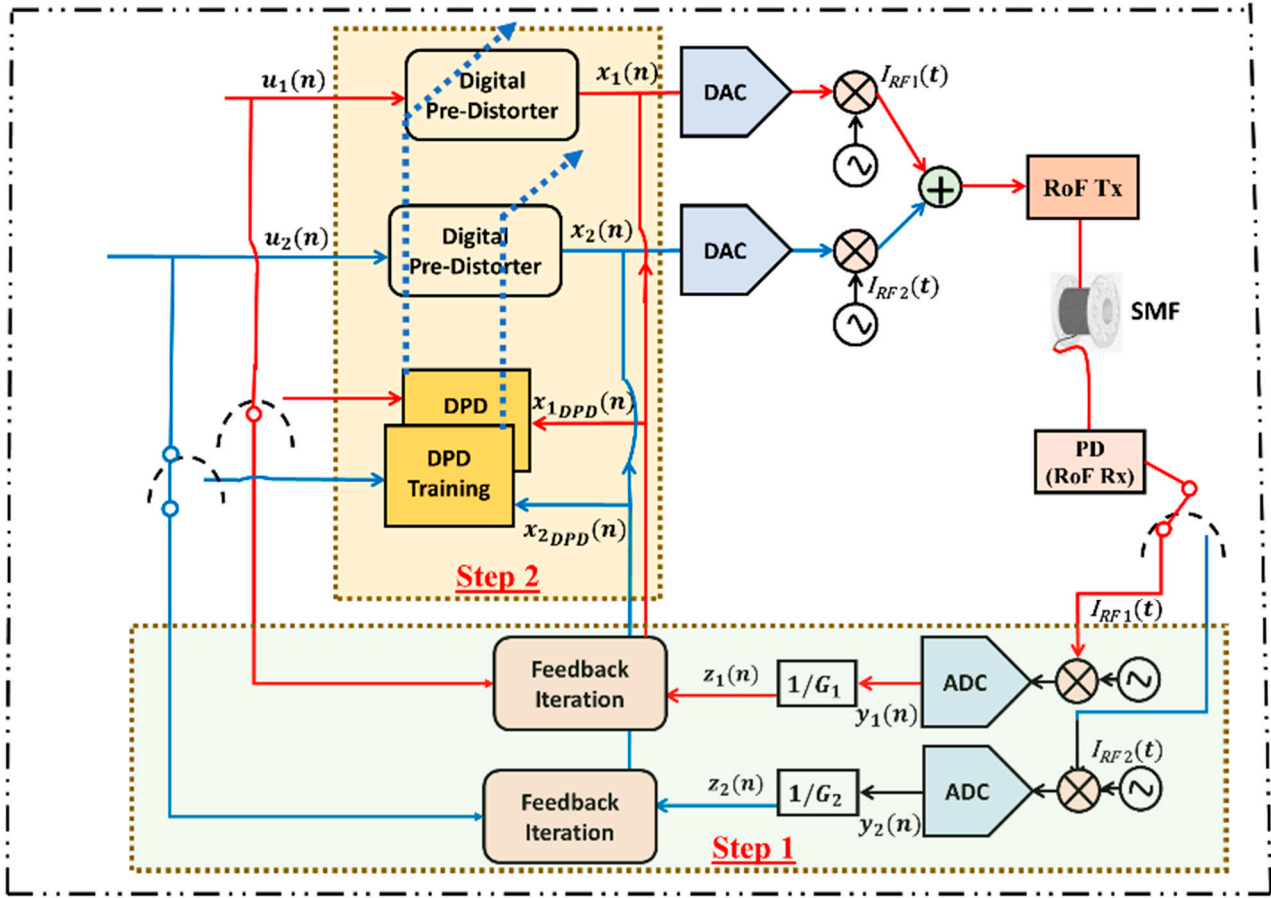 u₁(n)
Digital
Pre-Distorter
x₁(n)
DAC
I_RF1(t)
RoF Tx
u₂(n)
Digital
Pre-Distorter
x₂(n)
DAC
I_RF2(t)
SMF
DPD
x₁DPD(n)
DPD
Training
x₂DPD(n)
Step 2
PD
(RoF Rx)
I_RF1(t)
Feedback
Iteration
z₁(n)
1/G₁
y₁(n)
ADC
I_RF2(t)
Feedback
Iteration
z₂(n)
1/G₂
y₂(n)
ADC
Step 1